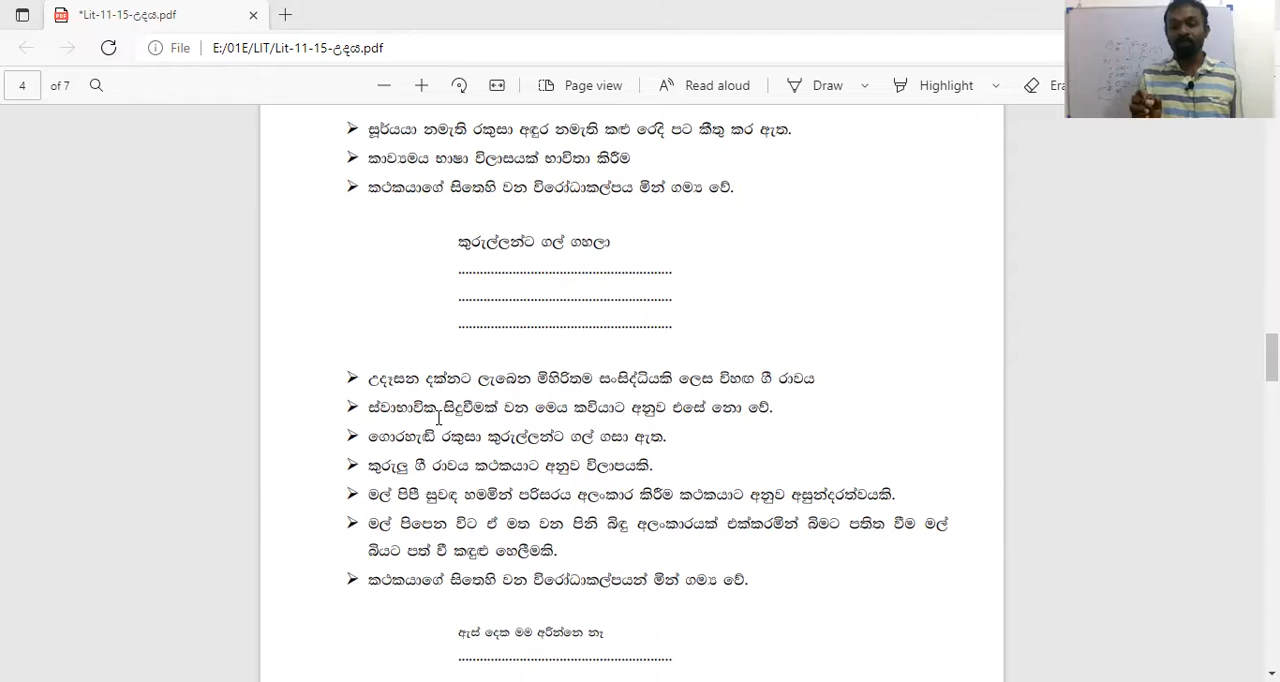 *Lit-11-15-උදය.pdf
File E:/01E/LIT/Lit-11-15-උදය.pdf
4 of 7 Page view Read aloud Draw Highlight Era
➢ සූර්යයා නමැති රකුසා අඳුර නමැති කළු රෙදි පට කීතු කර ඇත.
➢ කාව්‍යමය භාෂා විලාසයක් භාවිතා කිරීම
➢ කථකයාගේ සිතෙහි වන විරෝධාකල්පය මින් ගම්‍ය වේ.
කුරුල්ලන්ට ගල් ගහලා
............................................................
............................................................
............................................................
➢ උදෑසන දක්නට ලැබෙන මිහිරිතම සංසිද්ධියකි ලෙස විහඟ ගී රාවය
➢ ස්වාභාවික සිදුවීමක් වන මෙය කවියාට අනුව එසේ නො වේ.
➢ ගොරහැඬි රකුසා කුරුල්ලන්ට ගල් ගසා ඇත.
➢ කුරුලු ගී රාවය කථකයාට අනුව විලාපයකි.
➢ මල් පිපී සුවඳ හමමින් පරිසරය අලංකාර කිරීම කථකයාට අනුව අසුන්දරත්වයකි.
➢ මල් පිපෙන විට ඒ මත වන පිනි බිඳු අලංකාරයක් එක්කරමින් බිමට පතිත වීම මල්
බියට පත් වී කඳුළු හෙලීමකි.
➢ කථකයාගේ සිතෙහි වන විරෝධාකල්පයන් මින් ගම්‍ය වේ.
ඇස් දෙක මම අරින්නෙ නෑ
............................................................